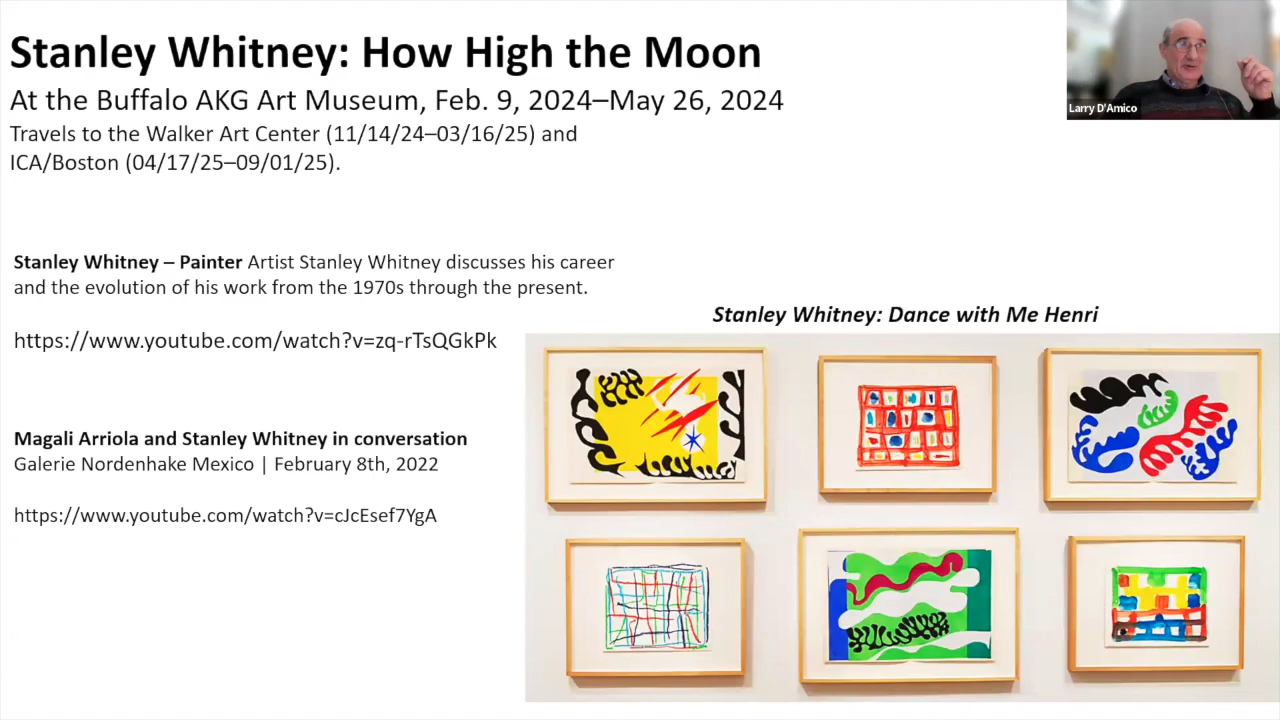 Stanley Whitney: How High the Moon
At the Buffalo AKG Art Museum, Feb. 9, 2024–May 26, 2024
Travels to the Walker Art Center (11/14/24–03/16/25) and
ICA/Boston (04/17/25–09/01/25).
Larry D'Amico
Stanley Whitney – Painter Artist Stanley Whitney discusses his career
and the evolution of his work from the 1970s through the present.
https://www.youtube.com/watch?v=zq-rTsQGkPk
Magali Arriola and Stanley Whitney in conversation
Galerie Nordenhake Mexico | February 8th, 2022
https://www.youtube.com/watch?v=cJcEsef7YgA
Stanley Whitney: Dance with Me Henri